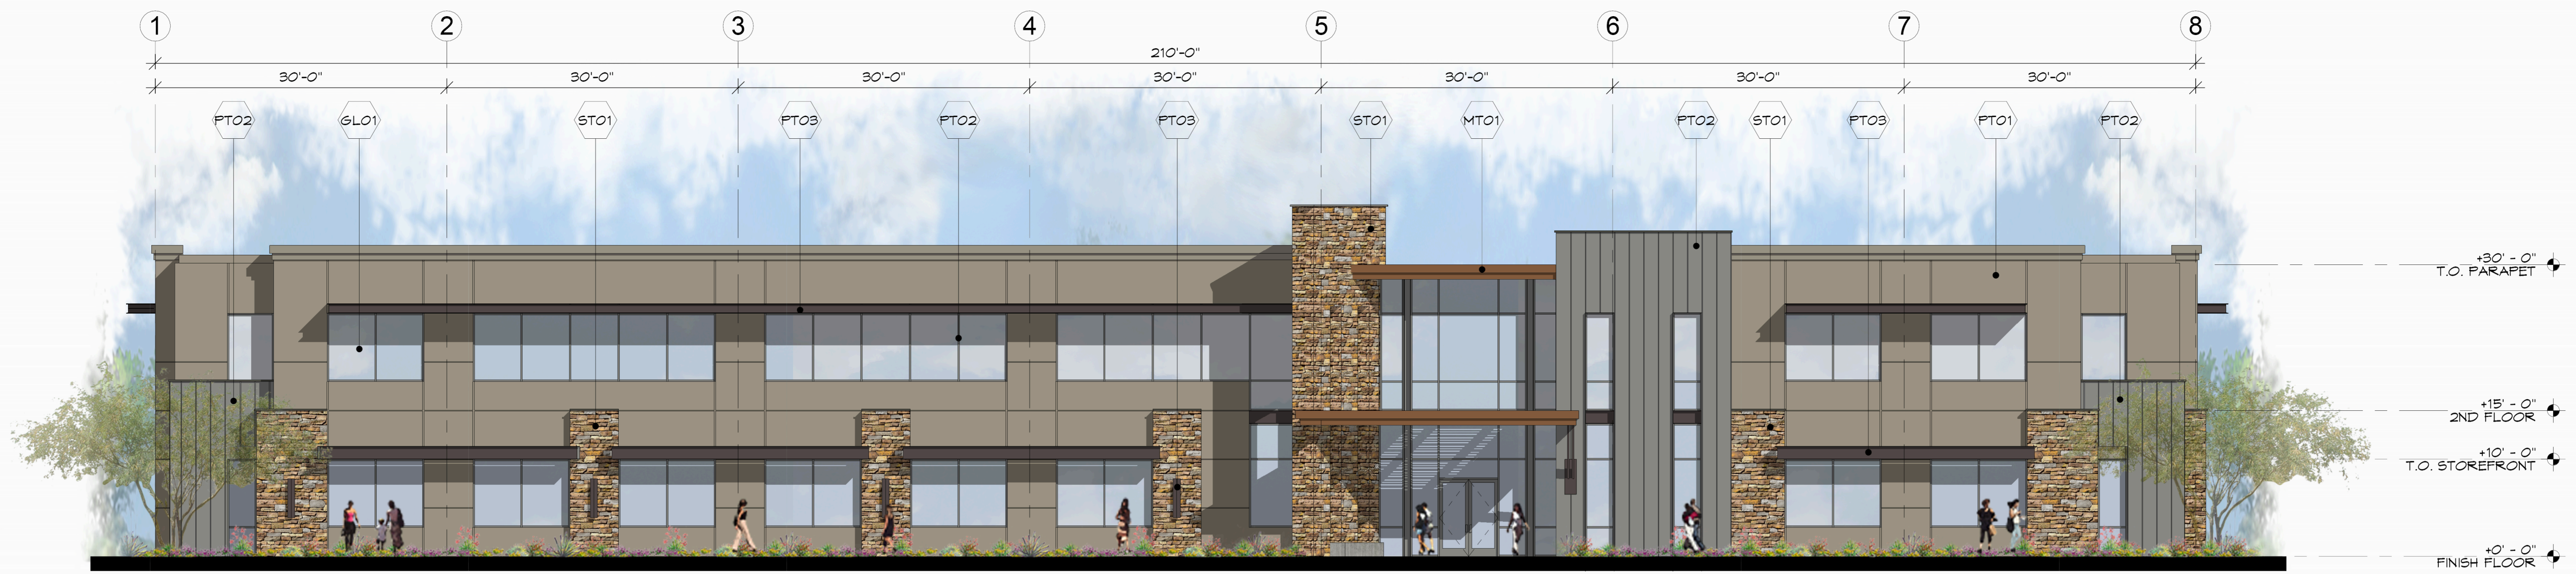 1 2 3 4 5 6 7 8
210'-0"
30'-0" 30'-0" 30'-0" 30'-0" 30'-0" 30'-0" 30'-0"
PT02 GL01 ST01 PT03 PT02 PT03 ST01 MT01 PT02 ST01 PT03 PT01 PT02
+30' - 0"
T.O. PARAPET
+15' - 0"
2ND FLOOR
+10' - 0"
T.O. STOREFRONT
+0' - 0"
FINISH FLOOR